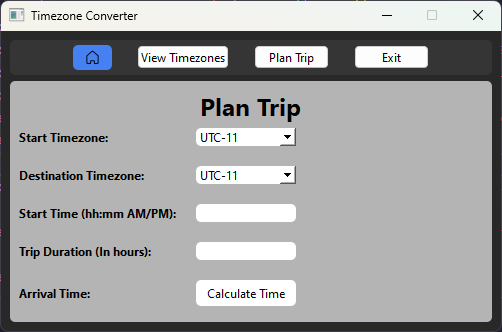 Timezone Converter
View Timezones Plan Trip Exit
Plan Trip
Start Timezone: UTC-11
Destination Timezone: UTC-11
Start Time (hh:mm AM/PM):
Trip Duration (In hours):
Arrival Time: Calculate Time